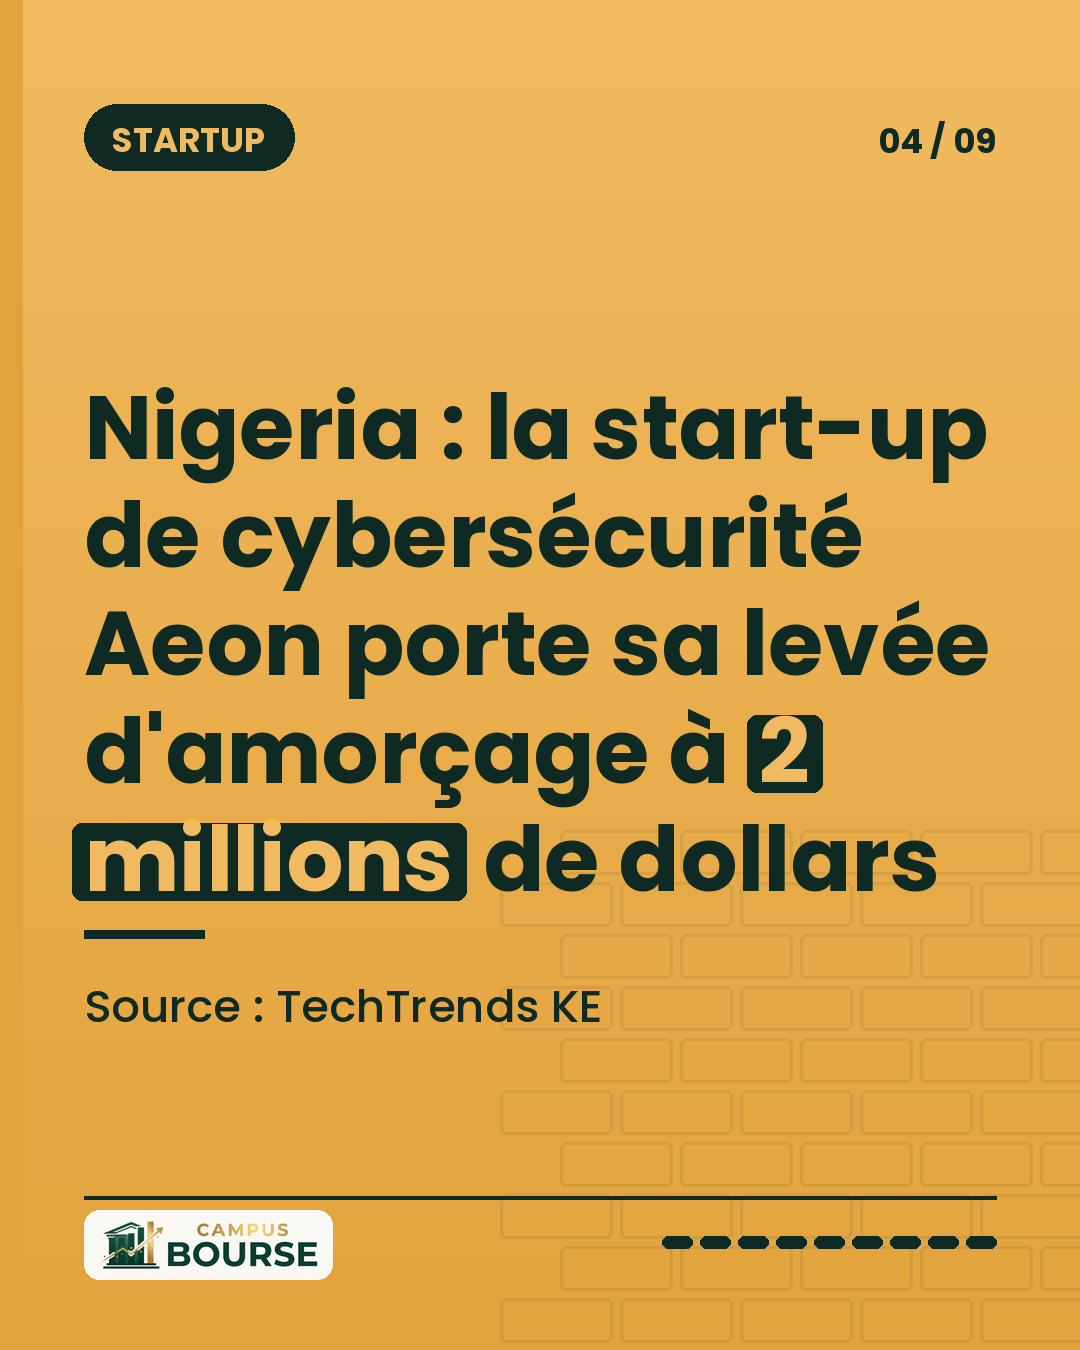 STARTUP
04 / 09
Nigeria : la start-up
de cybersécurité
Aeon porte sa levée
d'amorçage à 2
millions de dollars
Source : TechTrends KE
CAMPUS
BOURSE